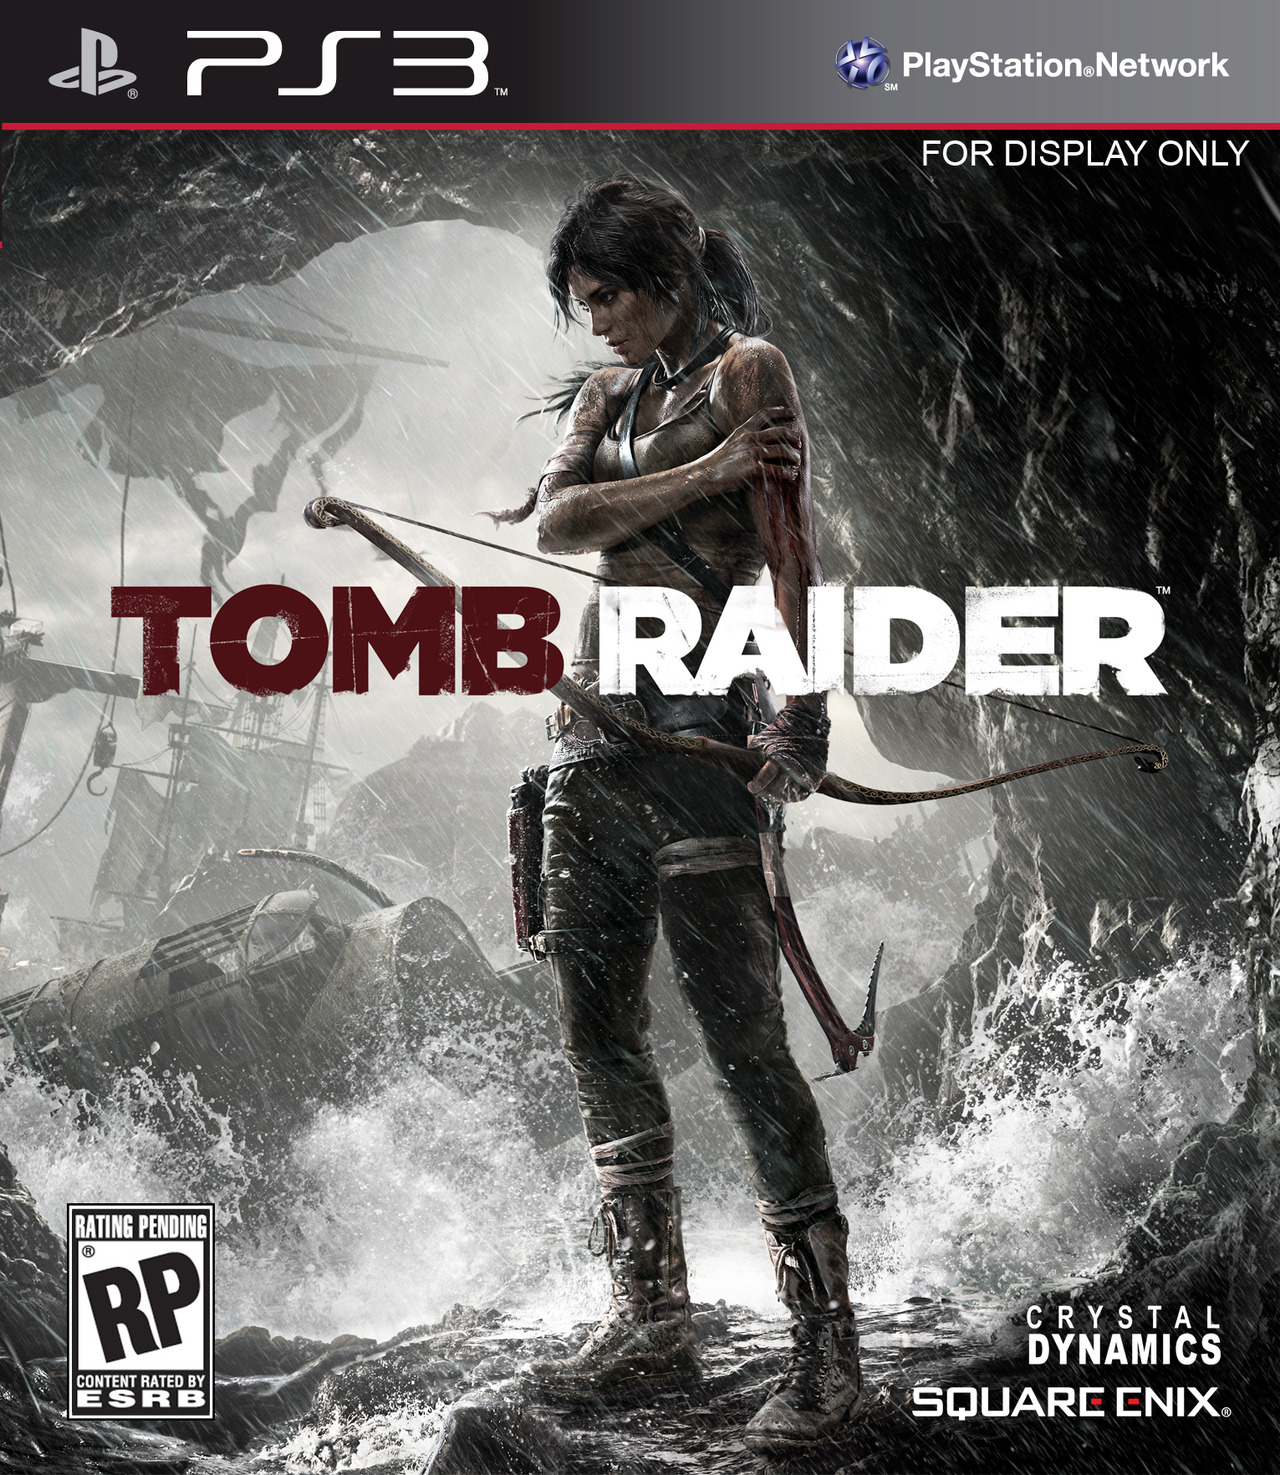 PS3™
PlayStation®Network
SM
FOR DISPLAY ONLY
TOMB RAIDER™
RATING PENDING
®
RP
CONTENT RATED BY
ESRB
CRYSTAL
DYNAMICS
SQUARE ENIX®